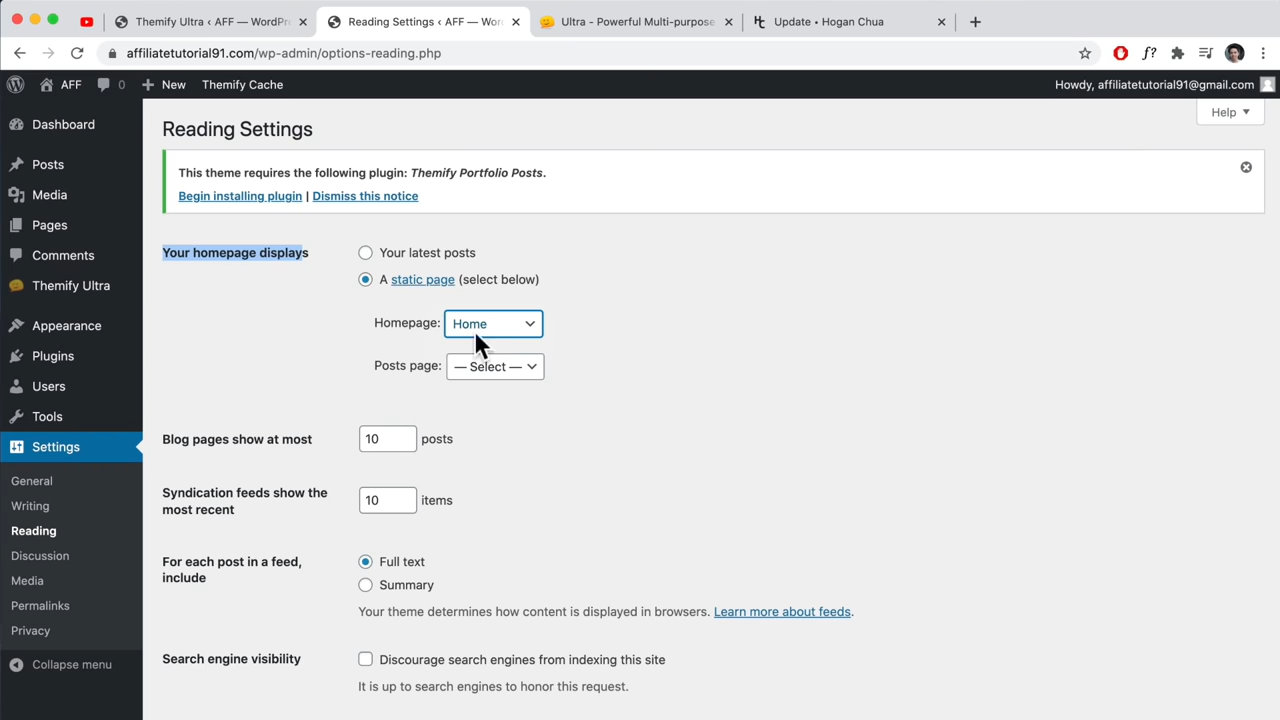 Themify Ultra ‹ AFF — WordPr
Reading Settings ‹ AFF — Wor
Ultra - Powerful Multi-purpose
Update • Hogan Chua
affiliatetutorial91.com/wp-admin/options-reading.php
f?
AFF
0
New
Themify Cache
Howdy, affiliatetutorial91@gmail.com
Help
Dashboard
Posts
Media
Pages
Comments
Themify Ultra
Appearance
Plugins
Users
Tools
Settings
General
Writing
Reading
Discussion
Media
Permalinks
Privacy
Collapse menu
Reading Settings
This theme requires the following plugin: Themify Portfolio Posts.
Begin installing plugin | Dismiss this notice
Your homepage displays
Your latest posts
A static page (select below)
Homepage: Home
Posts page: — Select —
Blog pages show at most
10 posts
Syndication feeds show the
most recent
10 items
For each post in a feed,
include
Full text
Summary
Your theme determines how content is displayed in browsers. Learn more about feeds.
Search engine visibility
Discourage search engines from indexing this site
It is up to search engines to honor this request.